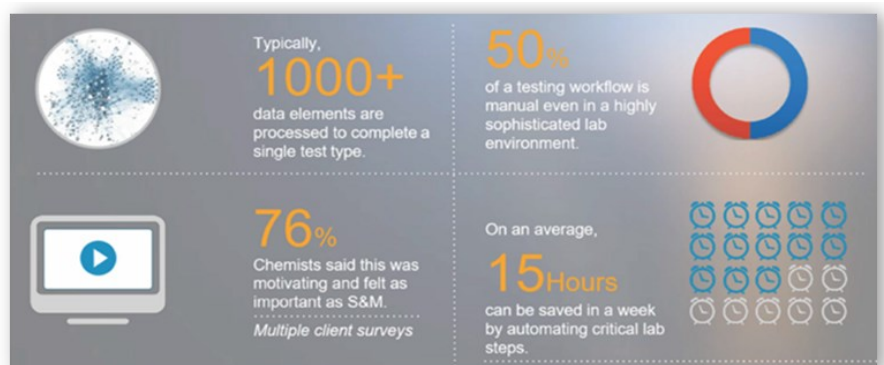 Typically,
1000+
data elements are
processed to complete a
single test type.
50%
of a testing workflow is
manual even in a highly
sophisticated lab
environment.
76%
Chemists said this was
motivating and felt as
important as S&M.
Multiple client surveys
On an average,
15Hours
can be saved in a week
by automating critical lab
steps.